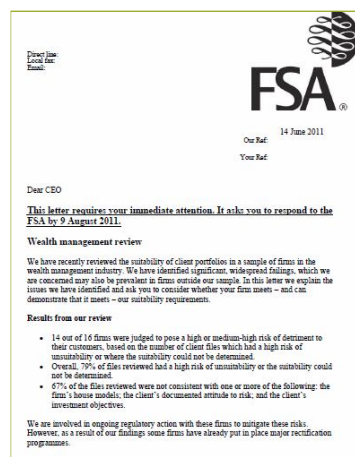 Direct line:
Local fax:
Email:
FSA®
14 June 2011
Our Ref:
Your Ref:
Dear CEO
This letter requires your immediate attention. It asks you to respond to the
FSA by 9 August 2011.
Wealth management review
We have recently reviewed the suitability of client portfolios in a sample of firms in the
wealth management industry. We have identified significant, widespread failings, which we
are concerned may also be prevalent in firms outside our sample. In this letter we explain the
issues we have identified and ask you to consider whether your firm meets – and can
demonstrate that it meets – our suitability requirements.
Results from our review
• 14 out of 16 firms were judged to pose a high or medium-high risk of detriment to
their customers, based on the number of client files which had a high risk of
unsuitability or where the suitability could not be determined.
• Overall, 79% of files reviewed had a high risk of unsuitability or the suitability could
not be determined.
• 67% of the files reviewed were not consistent with one or more of the following: the
firm's house models; the client's documented attitude to risk; and the client's
investment objectives.
We are involved in ongoing regulatory action with these firms to mitigate these risks.
However, as a result of our findings some firms have already put in place major rectification
programmes.